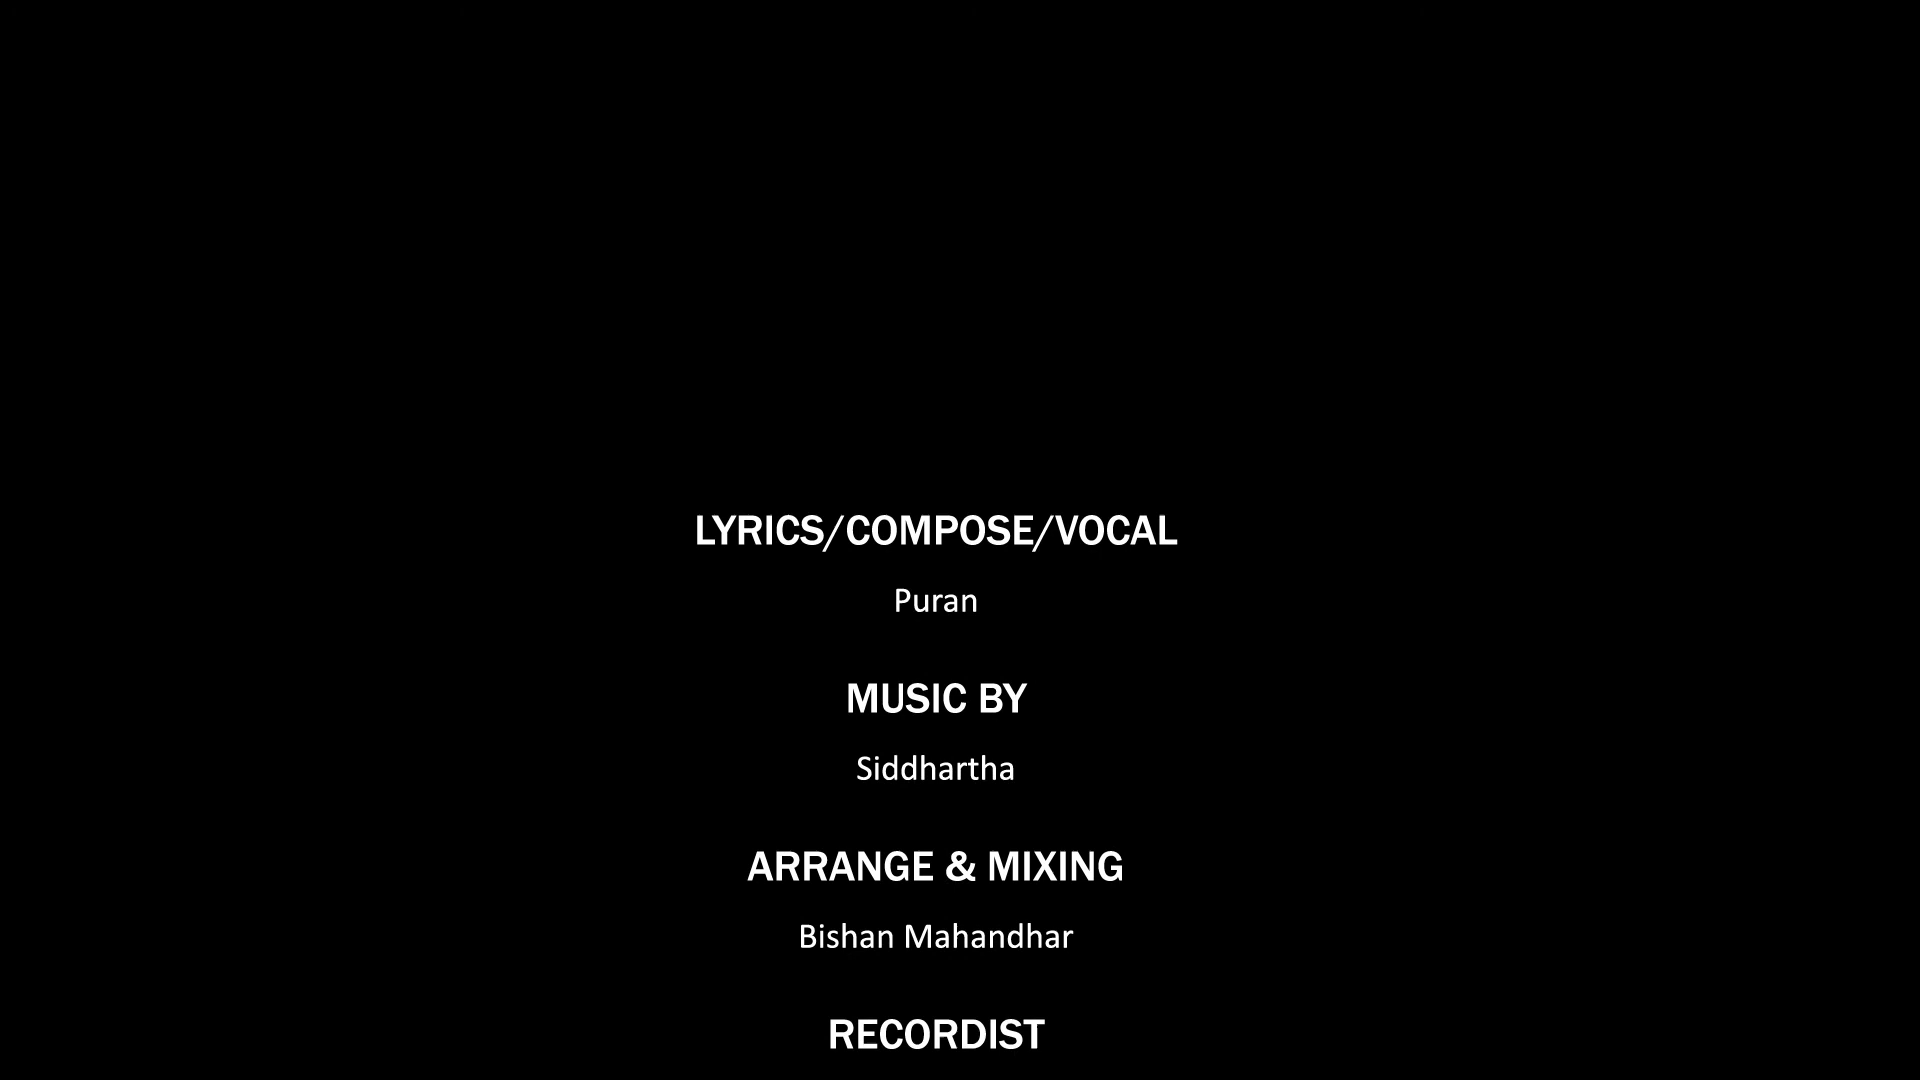 LYRICS/COMPOSE/VOCAL
Puran
MUSIC BY
Siddhartha
ARRANGE & MIXING
Bishan Mahandhar
RECORDIST